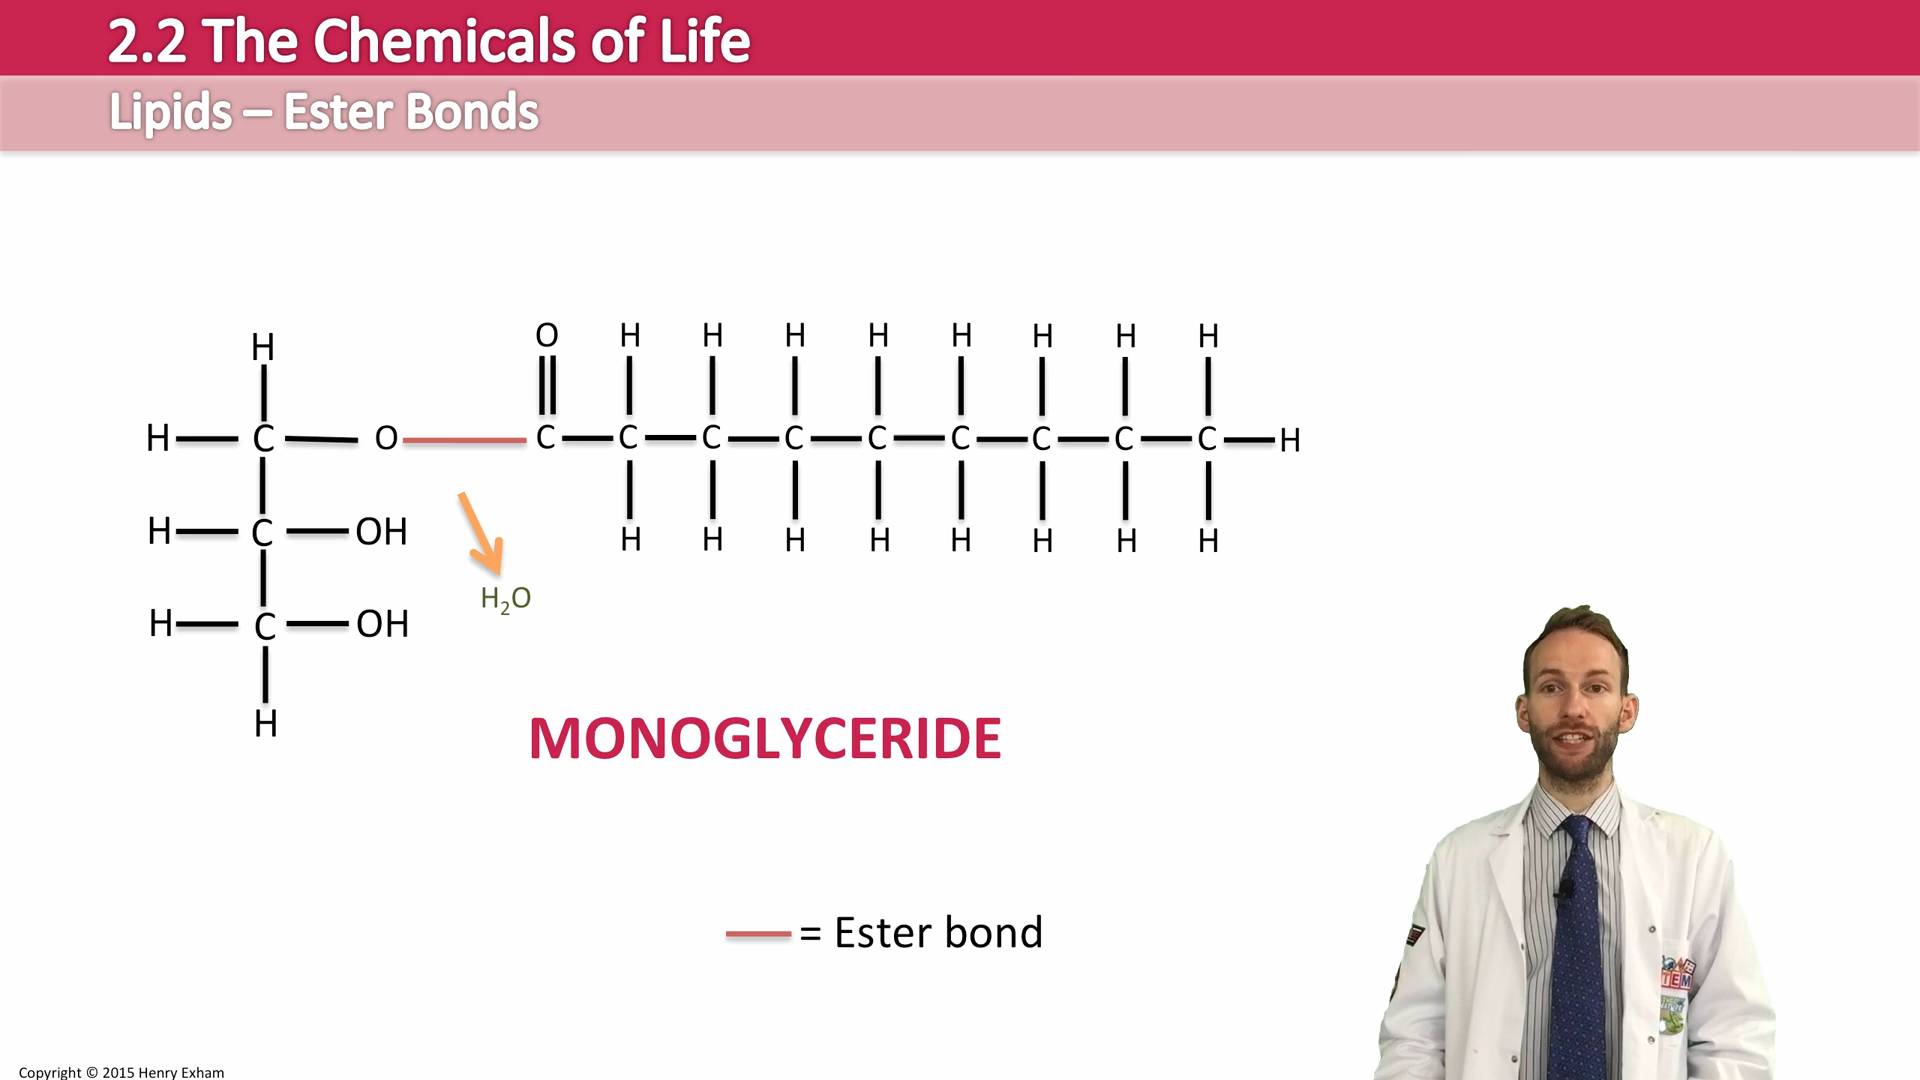 2.2 The Chemicals of Life
Lipids – Ester Bonds
O H H H H H H H H
H
H C O C C C C C C C C C H
H C OH
H H H H H H H H
H₂O
H C OH
H
MONOGLYCERIDE
= Ester bond
TEM
Copyright © 2015 Henry Exham